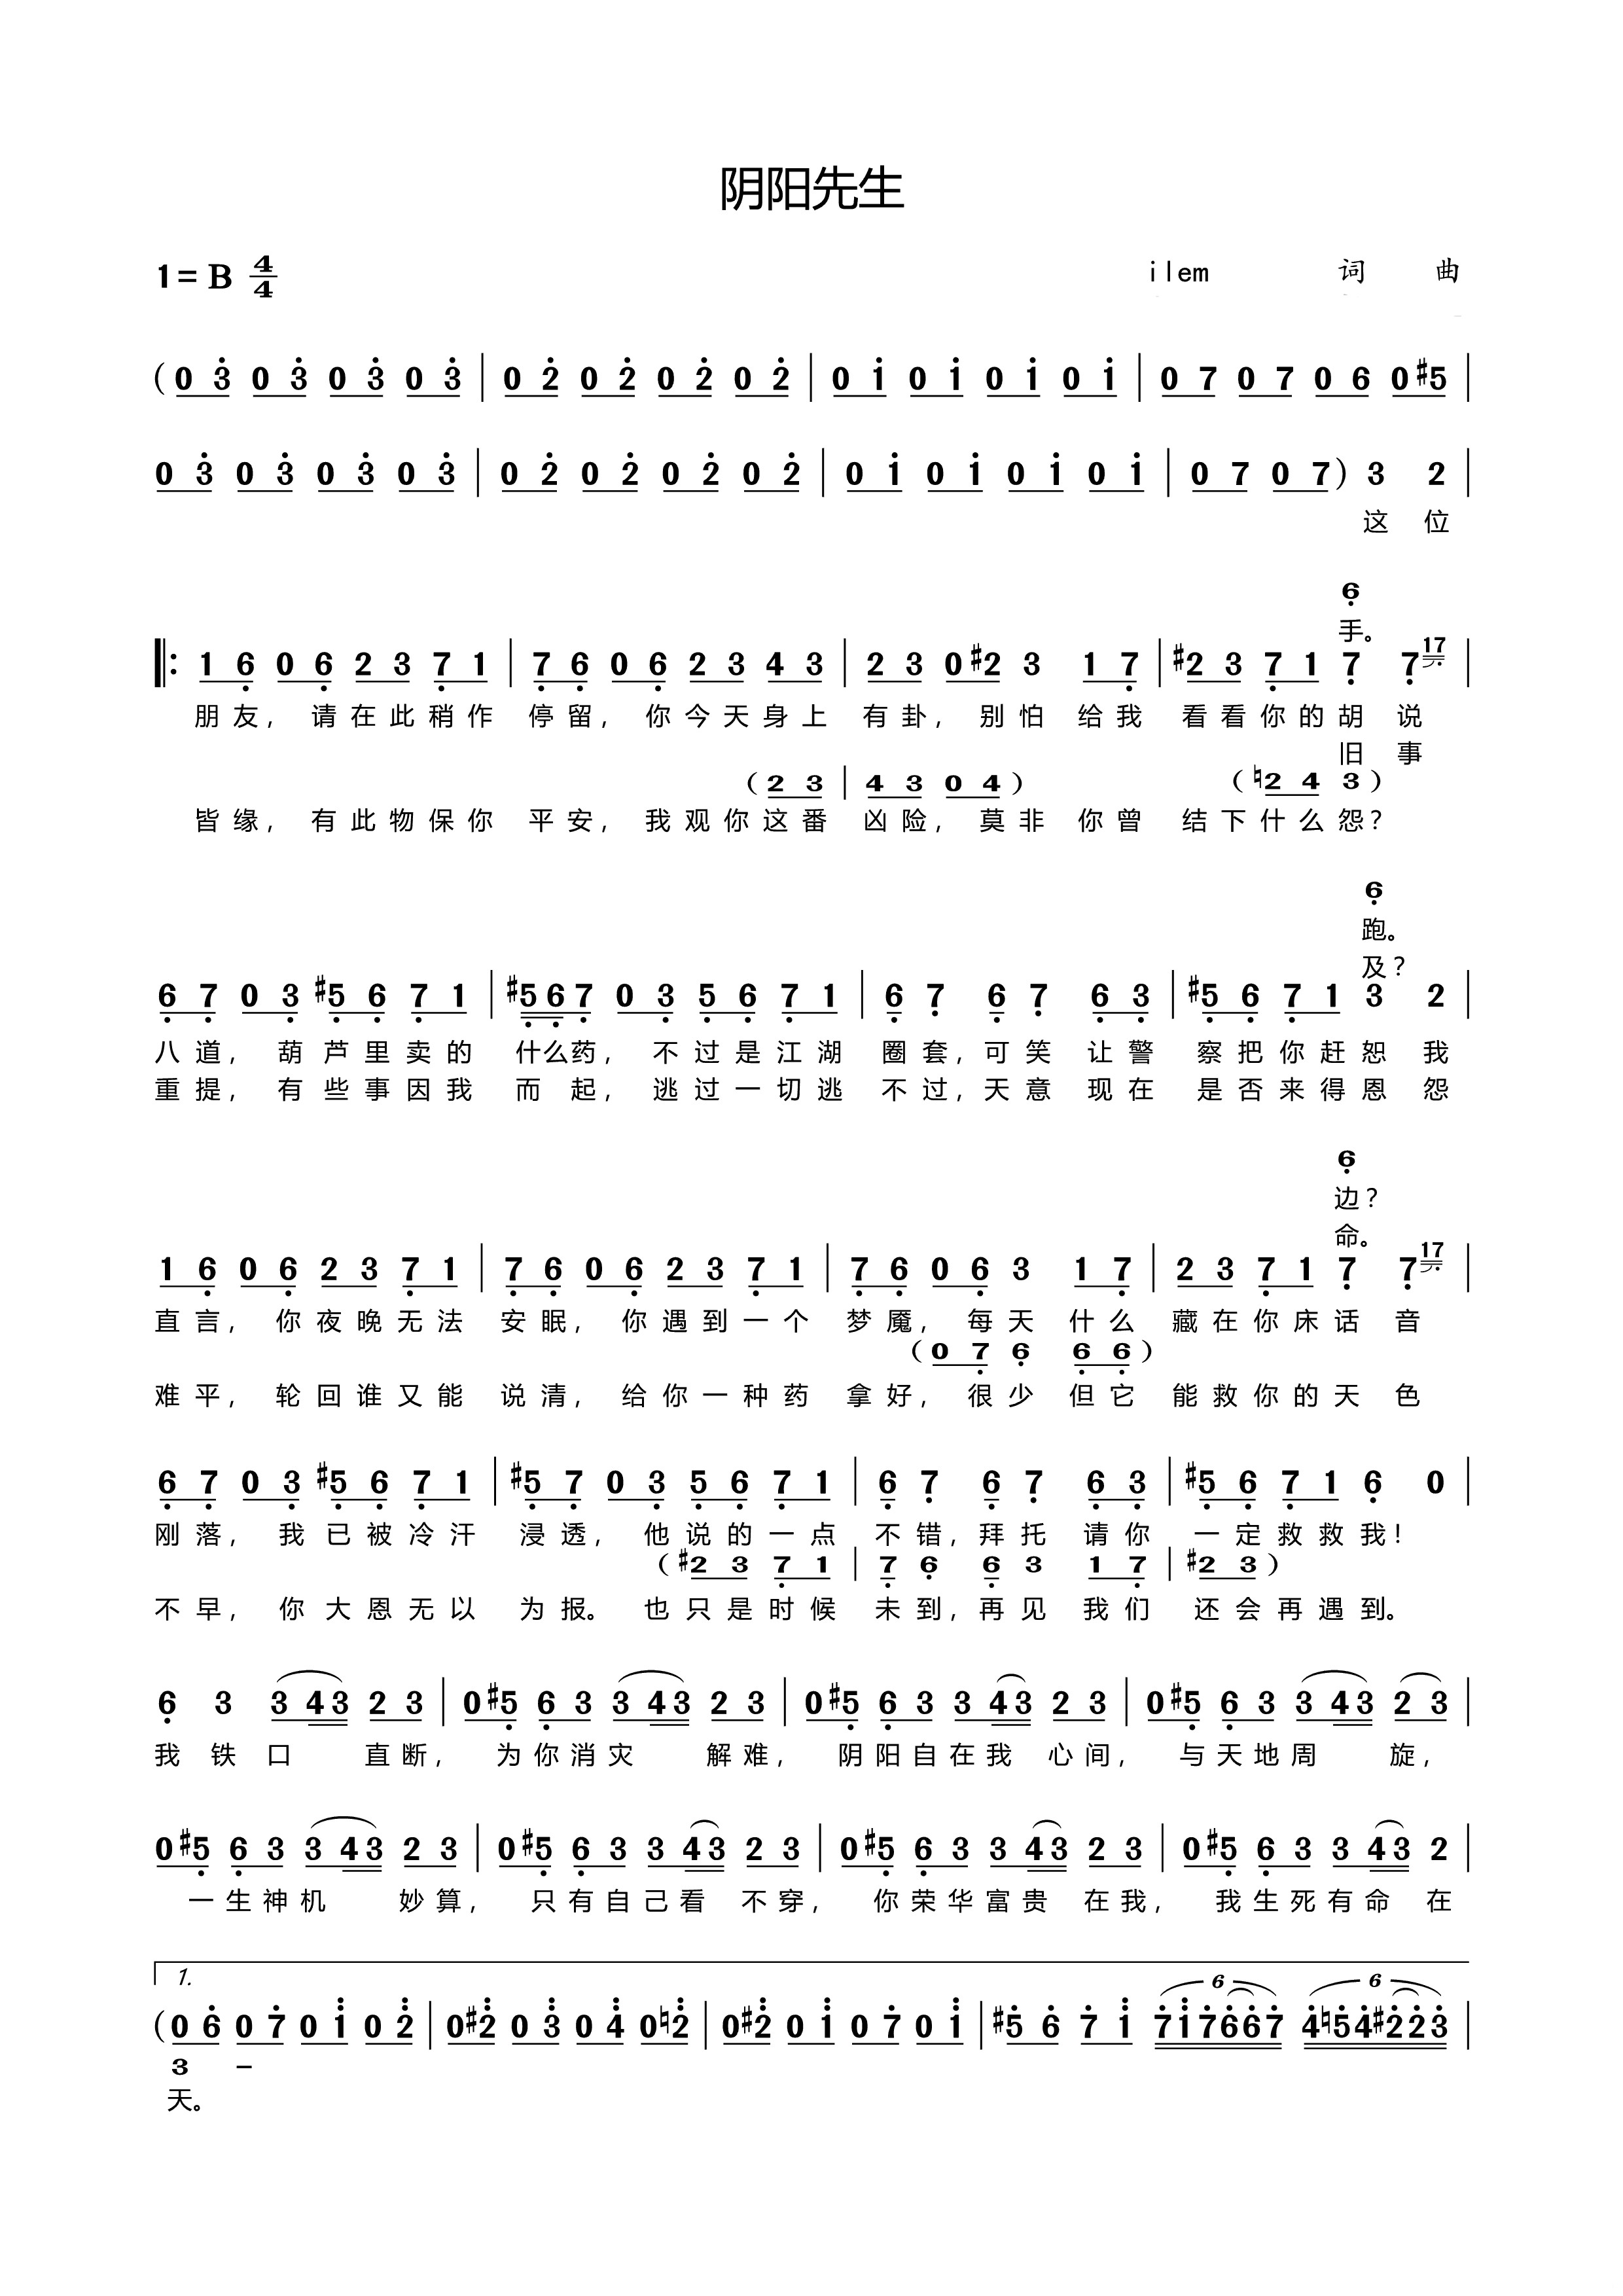 阴阳先生
1=B 4/4 ilem 词 曲
(0 3 0 3 0 3 0 3 | 0 2 0 2 0 2 0 2 | 0 1 0 1 0 1 0 1 | 0 7 0 7 0 6 0 #5 |
0 3 0 3 0 3 0 3 | 0 2 0 2 0 2 0 2 | 0 1 0 1 0 1 0 1 | 0 7 0 7) 3 2 |
这位
6
手。
1 6 0 6 2 3 7 1 | 7 6 0 6 2 3 4 3 | 2 3 0 #2 3 1 7 | #2 3 7 1 7 7 17 |
朋友，请在此稍作停留，你今天身上有卦，别怕给我看看你的胡说
旧事
(2 3 | 4 3 0 4) (♮2 4 3)
皆缘，有此物保你平安，我观你这番凶险，莫非你曾结下什么怨？
6
跑。
及？
6 7 0 3 #5 6 7 1 | #5 6 7 0 3 5 6 7 1 | 6 7 6 7 6 3 | #5 6 7 1 3 2 |
八道，葫芦里卖的什么药，不过是江湖圈套，可笑让警察把你赶恕我
重提，有些事因我而起，逃过一切逃不过，天意现在是否来得恩怨
6
边？
命。
1 6 0 6 2 3 7 1 | 7 6 0 6 2 3 7 1 | 7 6 0 6 3 1 7 | 2 3 7 1 7 7 17 |
直言，你夜晚无法安眠，你遇到一个梦魇，每天什么藏在你床话音
(0 7 6 6 6)
难平，轮回谁又能说清，给你一种药拿好，很少但它能救你的天色
6 7 0 3 #5 6 7 1 | #5 7 0 3 5 6 7 1 | 6 7 6 7 6 3 | #5 6 7 1 6 0 |
刚落，我已被冷汗浸透，他说的一点不错，拜托请你一定救救我！
(#2 3 7 1 | 7 6 6 3 1 7 | #2 3)
不早，你大恩无以为报。也只是时候未到，再见我们还会再遇到。
6 3 3 4 3 2 3 | 0 #5 6 3 3 4 3 2 3 | 0 #5 6 3 3 4 3 2 3 | 0 #5 6 3 3 4 3 2 3 |
我铁口直断，为你消灾解难，阴阳自在我心间，与天地周旋，
0 #5 6 3 3 4 3 2 3 | 0 #5 6 3 3 4 3 2 3 | 0 #5 6 3 3 4 3 2 3 | 0 #5 6 3 3 4 3 2 |
一生神机妙算，只有自己看不穿，你荣华富贵在我，我生死有命在
1. 6 6
(0 6 0 7 0 1 0 2 | 0 #2 0 3 0 4 0 ♮2 | 0 #2 0 1 0 7 0 1 | #5 6 7 1 7 1 7 6 6 7 4 ♮5 4 #2 2 3 |
3 －
天。